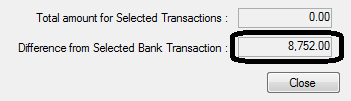 Total amount for Selected Transactions : 0.00
Difference from Selected Bank Transaction : 8,752.00
Close